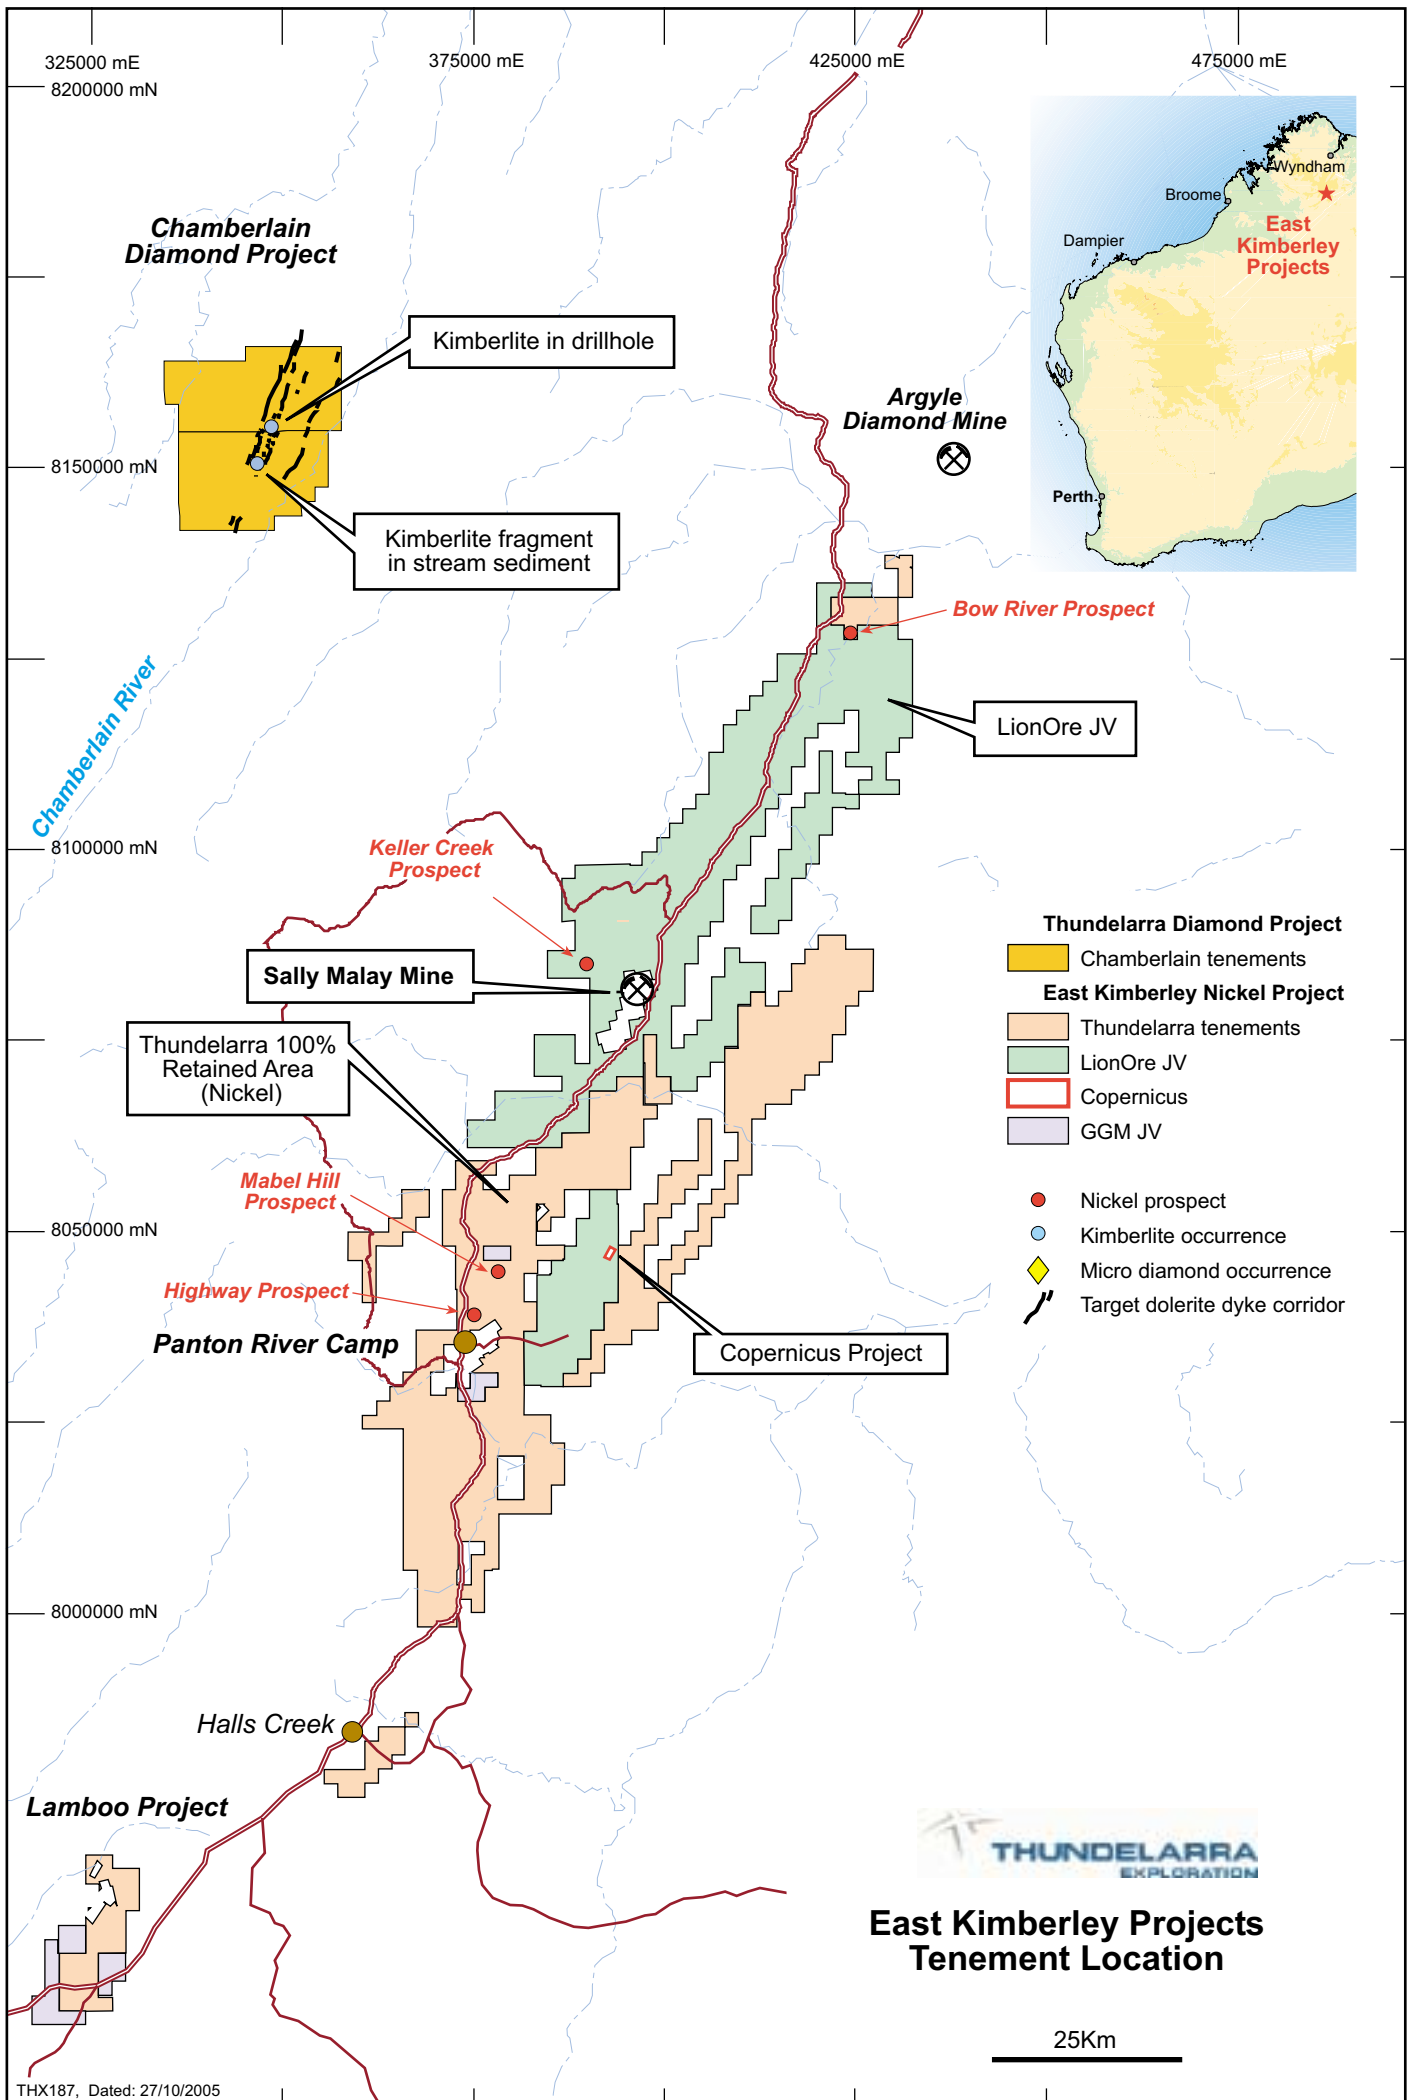 325000 mE
375000 mE
425000 mE
475000 mE
8200000 mN
Wyndham
Broome
East
Kimberley
Projects
Dampier
Perth
Chamberlain
Diamond Project
Kimberlite in drillhole
Argyle
Diamond Mine
8150000 mN
Kimberlite fragment
in stream sediment
Bow River Prospect
LionOre JV
Chamberlain River
Keller Creek
Prospect
8100000 mN
Sally Malay Mine
Thundelarra 100%
Retained Area
(Nickel)
Thundelarra Diamond Project
Chamberlain tenements
East Kimberley Nickel Project
Thundelarra tenements
LionOre JV
Copernicus
GGM JV
Nickel prospect
Kimberlite occurrence
Micro diamond occurrence
Target dolerite dyke corridor
Mabel Hill
Prospect
8050000 mN
Highway Prospect
Panton River Camp
Copernicus Project
8000000 mN
Halls Creek
Lamboo Project
THUNDELARRA
EXPLORATION
East Kimberley Projects
Tenement Location
25Km
THX187, Dated: 27/10/2005